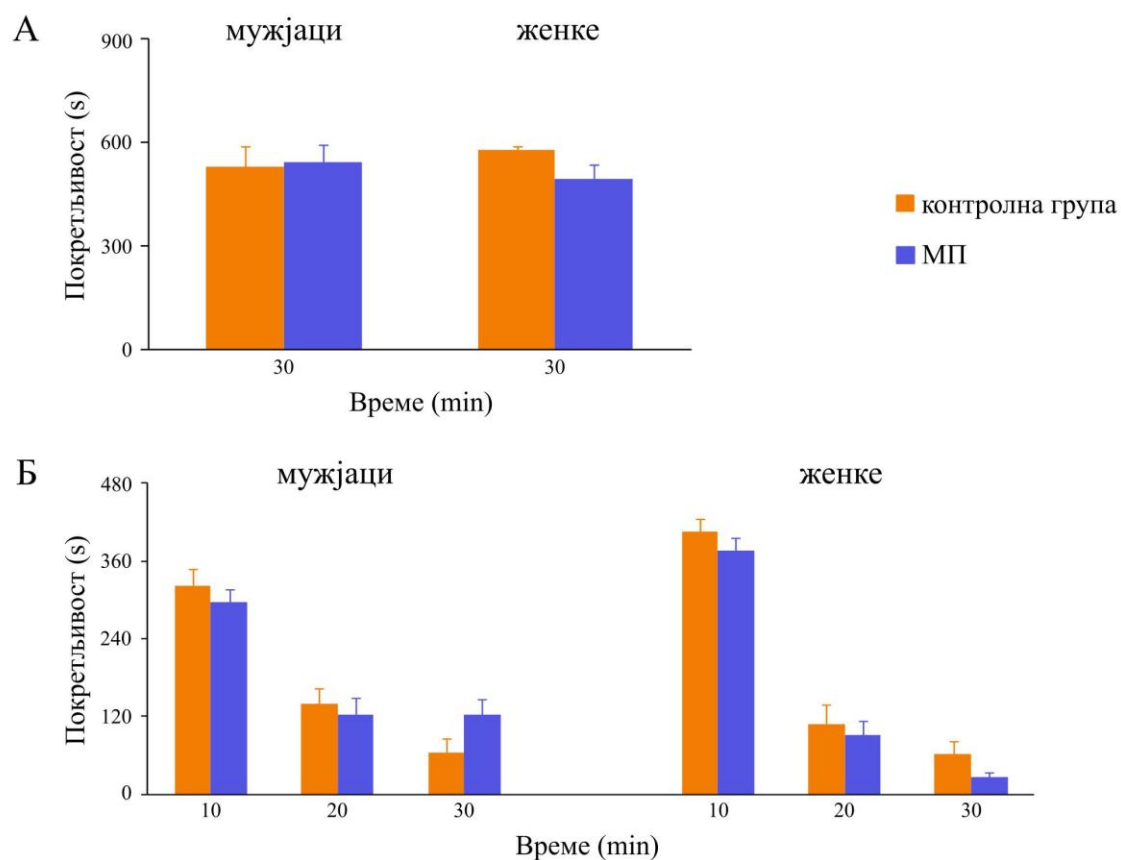 А
мужјаци
женке
900
600
300
0
Покретљивост (s)
30
30
Време (min)
контролна група
МП
Б
мужјаци
женке
480
360
240
120
0
Покретљивост (s)
10
20
30
10
20
30
Време (min)